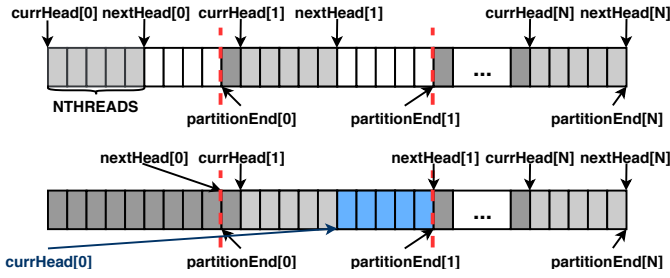 currHead[0] nextHead[0] currHead[1] nextHead[1] currHead[N] nextHead[N]
...
NTHREADS partitionEnd[0] partitionEnd[1] partitionEnd[N]
nextHead[0] currHead[1] nextHead[1] currHead[N] nextHead[N]
...
currHead[0] partitionEnd[0] partitionEnd[1] partitionEnd[N]